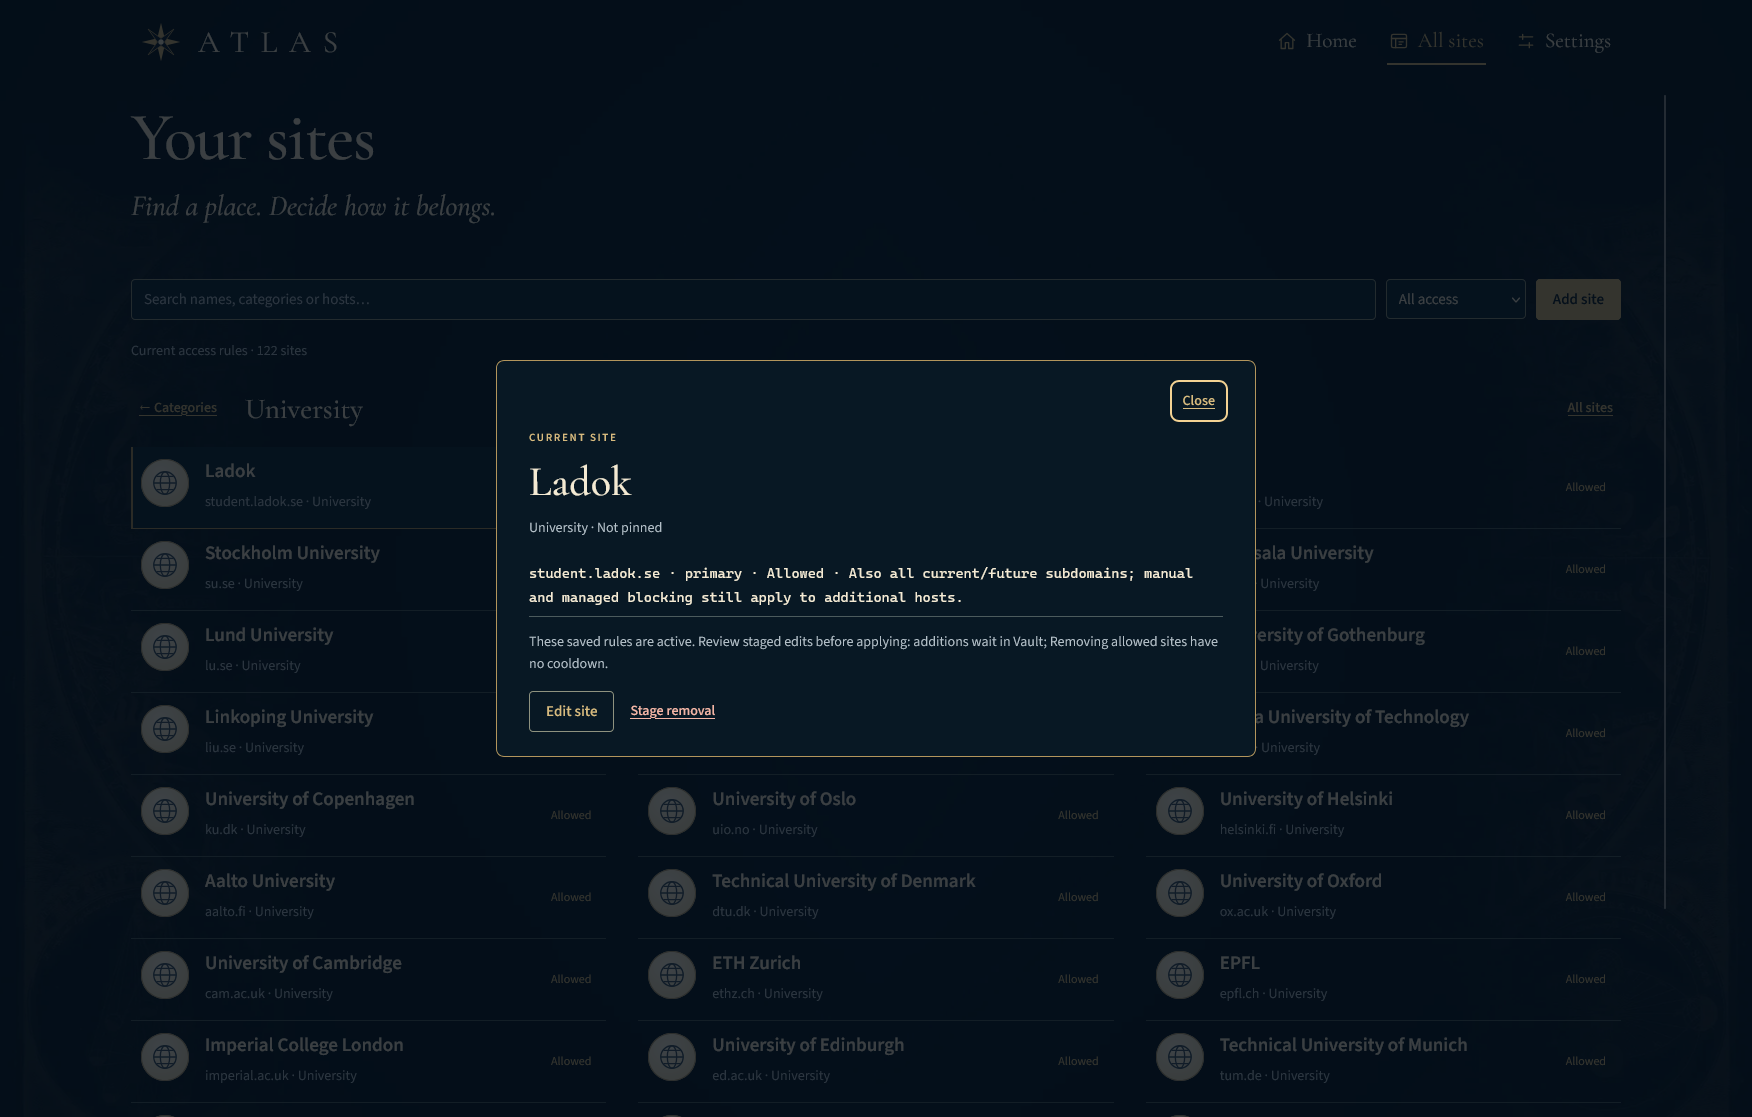 ATLAS
Home
All sites
Settings
Your sites
Find a place. Decide how it belongs.
Search names, categories or hosts...
All access
Add site
Current access rules · 122 sites
← Categories
University
All sites
Close
CURRENT SITE
Ladok
University · Not pinned
student.ladok.se · primary · Allowed · Also all current/future subdomains; manual
and managed blocking still apply to additional hosts.
These saved rules are active. Review staged edits before applying: additions wait in Vault; Removing allowed sites have
no cooldown.
Edit site
Stage removal
Ladok
student.ladok.se · University
· University
Allowed
Stockholm University
su.se · University
sala University
· University
Allowed
Lund University
lu.se · University
ersity of Gothenburg
· University
Allowed
Linkoping University
liu.se · University
a University of Technology
· University
Allowed
University of Copenhagen
ku.dk · University
Allowed
University of Oslo
uio.no · University
Allowed
University of Helsinki
helsinki.fi · University
Allowed
Aalto University
aalto.fi · University
Allowed
Technical University of Denmark
dtu.dk · University
Allowed
University of Oxford
ox.ac.uk · University
Allowed
University of Cambridge
cam.ac.uk · University
Allowed
ETH Zurich
ethz.ch · University
Allowed
EPFL
epfl.ch · University
Allowed
Imperial College London
imperial.ac.uk · University
Allowed
University of Edinburgh
ed.ac.uk · University
Allowed
Technical University of Munich
tum.de · University
Allowed